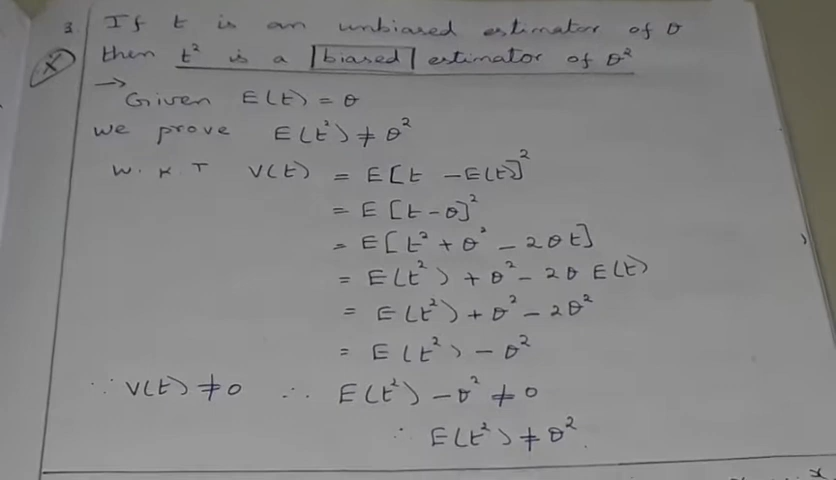 3 If t is an unbiased estimator of θ
(X) then t² is a biased estimator of θ²
→ Given E(t) = θ
we prove E(t²) ≠ θ²
W.K.T V(t) = E[t - E(t)]²
= E[t-θ]²
= E[t² + θ² - 2θt]
= E(t²) + θ² - 2θ E(t)
= E(t²) + θ² - 2θ²
= E(t²) - θ²
∵ V(t) ≠ 0 ∴ E(t²) - θ² ≠ 0
∴ E(t²) ≠ θ².